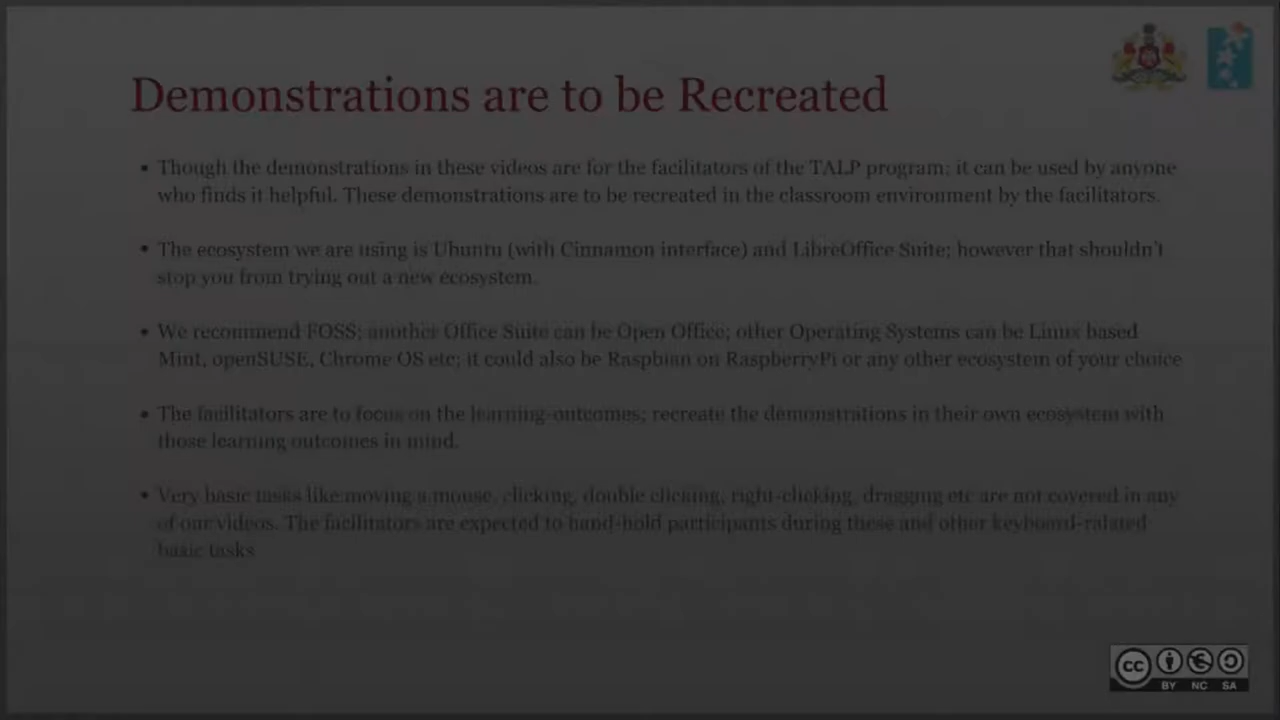 Demonstrations are to be Recreated
• Though the demonstrations in these videos are for the facilitators of the TALP program; it can be used by anyone
who finds it helpful. These demonstrations are to be recreated in the classroom environment by the facilitators.
• The ecosystem we are using is Ubuntu (with Cinnamon interface) and LibreOffice Suite; however that shouldn't
stop you from trying out a new ecosystem.
• We recommend FOSS; another Office Suite can be Open Office; other Operating Systems can be Linux based
Mint, openSUSE, Chrome OS etc; it could also be Raspbian on RaspberryPi or any other ecosystem of your choice
• The facilitators are to focus on the learning-outcomes; recreate the demonstrations in their own ecosystem with
those learning outcomes in mind.
• Very basic tasks like moving a mouse, clicking, double clicking, right-clicking, dragging etc are not covered in any
of our videos. The facilitators are expected to hand-hold participants during these and other keyboard-ralated
basic tasks
cc
BY NC SA